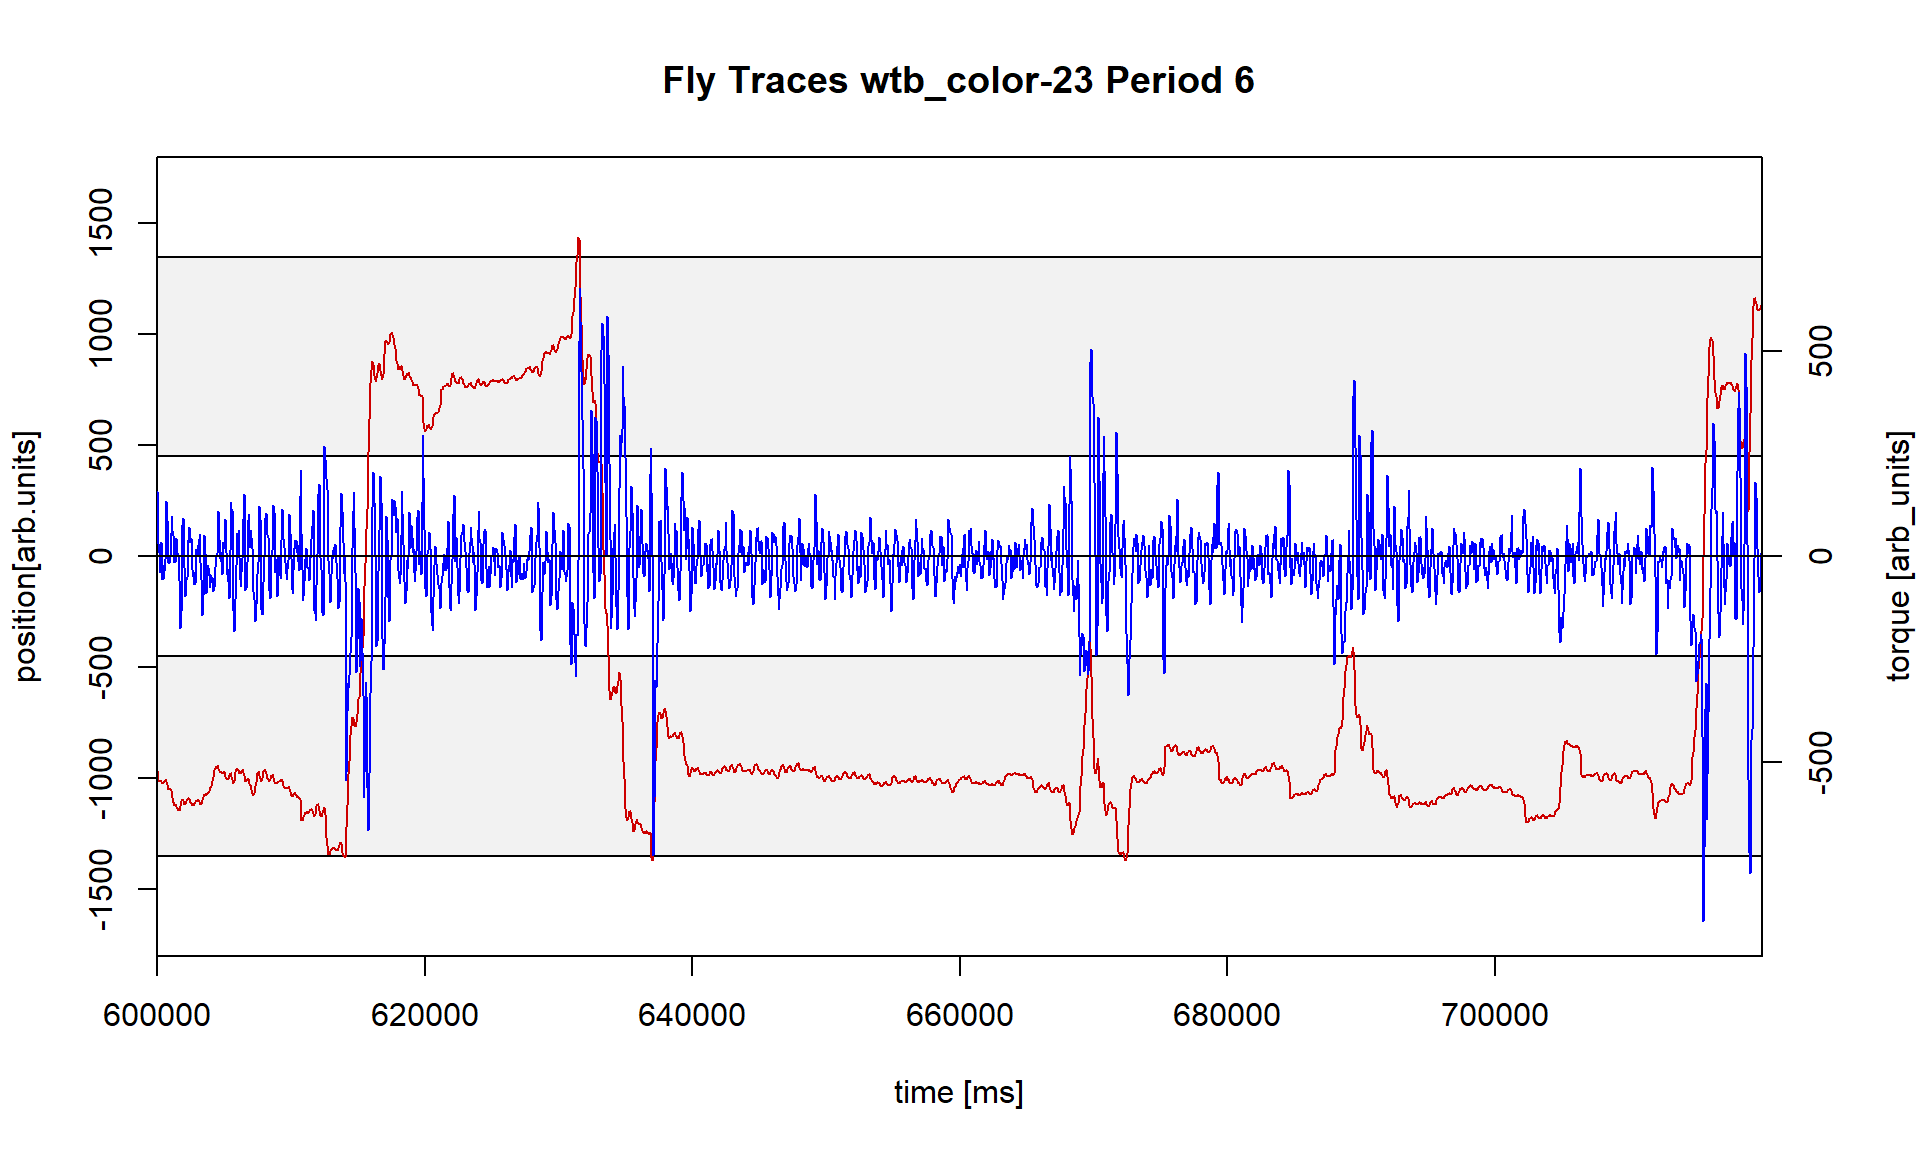 Fly Traces wtb_color-23 Period 6
position[arb.units]
1500
1000
500
0
-500
-1000
-1500
500
0
-500
torque [arb_units]
600000 620000 640000 660000 680000 700000
time [ms]